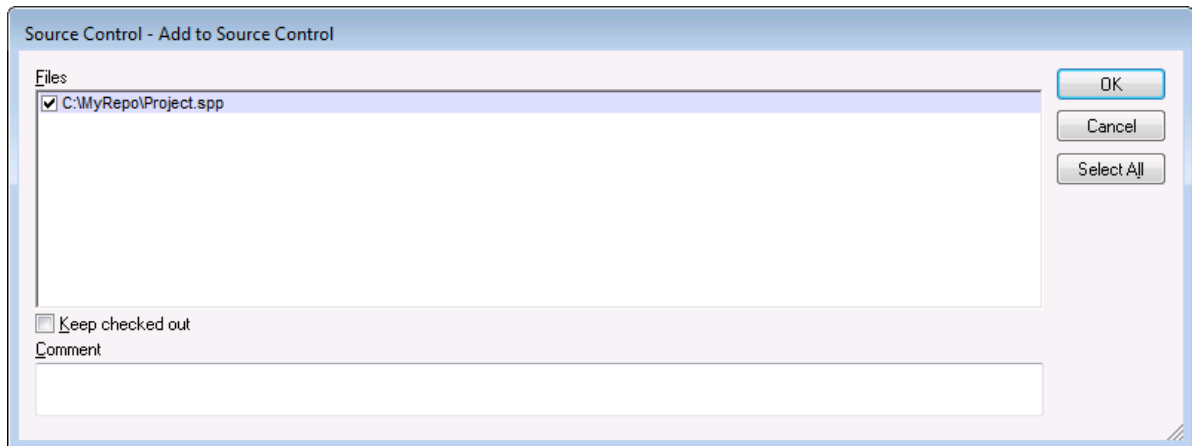 Source Control - Add to Source Control
Files
C:\MyRepo\Project.spp
OK
Cancel
Select All
Keep checked out
Comment